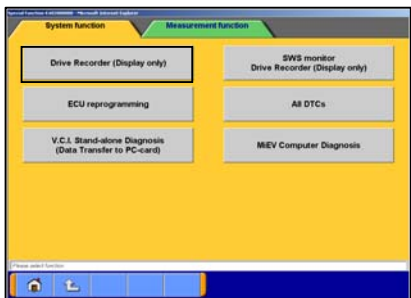 System function
Measurement function
Drive Recorder (Display only)
SWS monitor
Drive Recorder (Display only)
ECU reprogramming
All DTCs
V.C.I. Stand-alone Diagnosis
(Data Transfer to PC-card)
MiEV Computer Diagnosis
Please select function